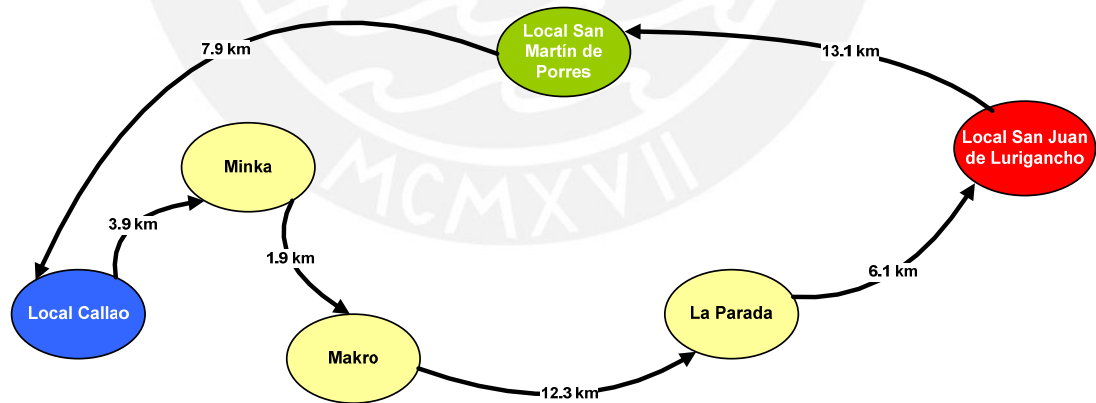 Local San
Martín de
Porres
7.9 km
13.1 km
Local San Juan
de Lurigancho
Minka
MCMXVII
3.9 km
1.9 km
6.1 km
Local Callao
La Parada
Makro
12.3 km